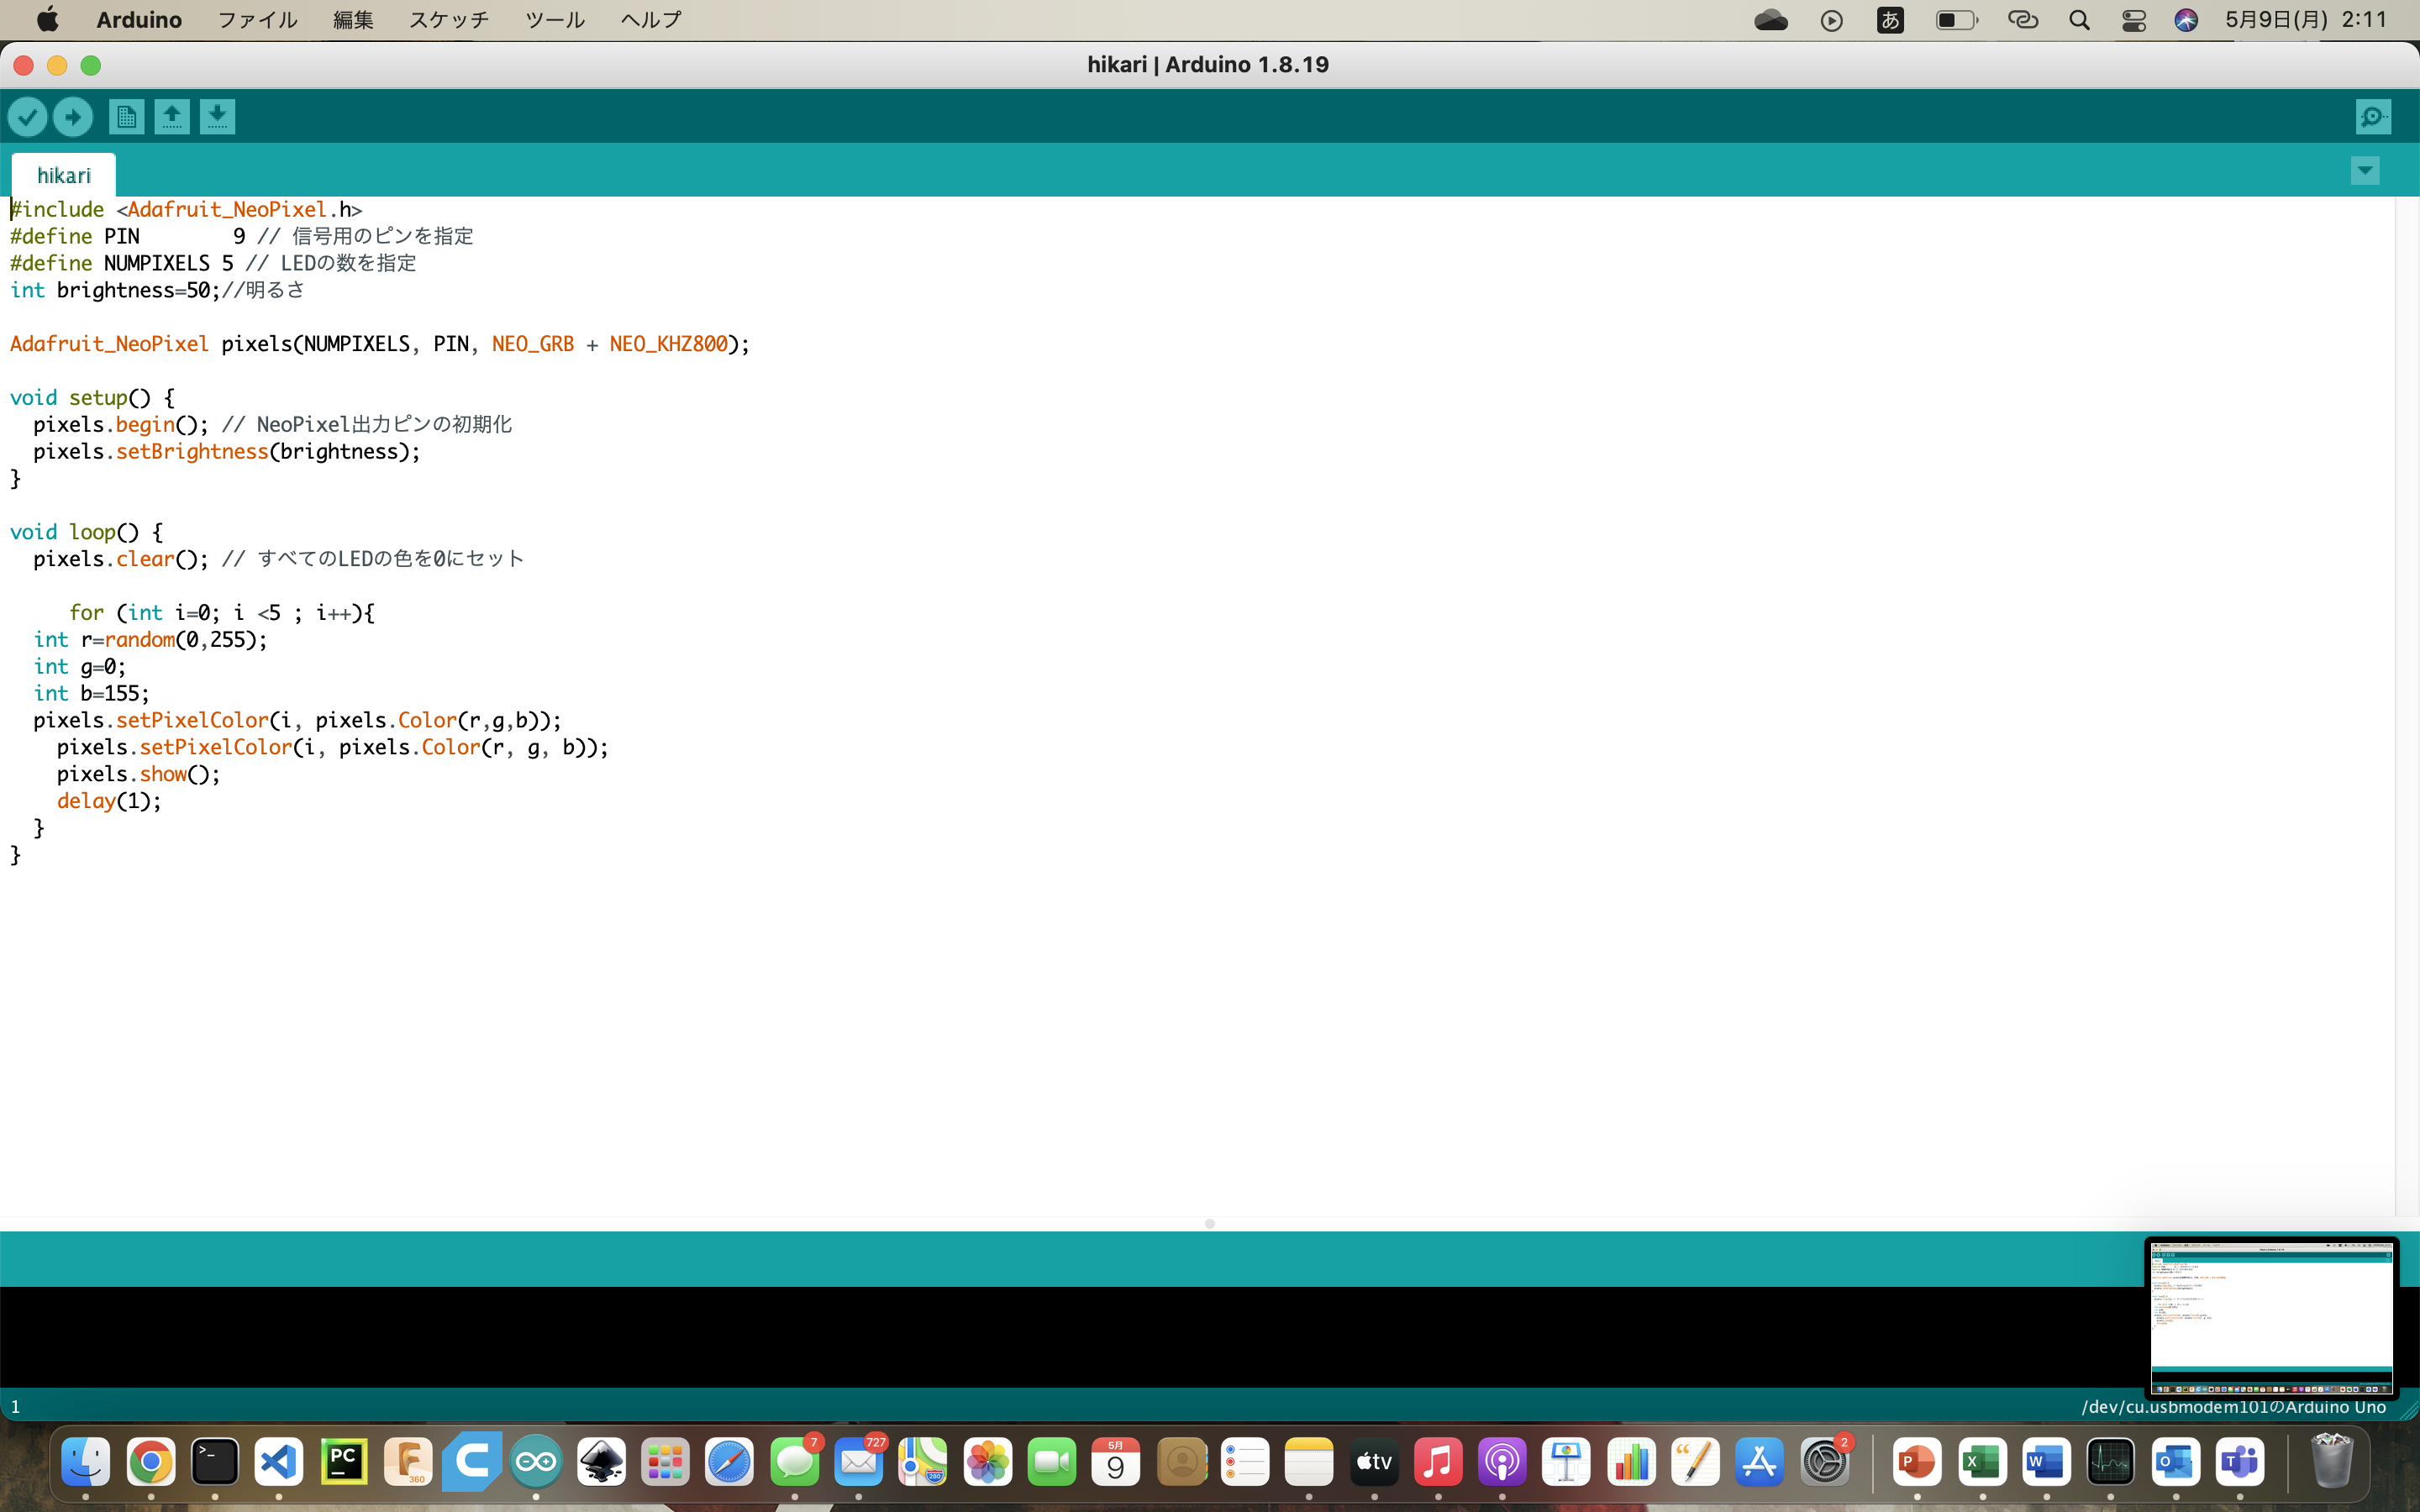 Arduino ファイル 編集 スケッチ ツール ヘルプ あ 5月9日(月) 2:11
hikari | Arduino 1.8.19
hikari
#include <Adafruit_NeoPixel.h>
#define PIN        9 // 信号用のピンを指定
#define NUMPIXELS 5 // LEDの数を指定
int brightness=50;//明るさ
Adafruit_NeoPixel pixels(NUMPIXELS, PIN, NEO_GRB + NEO_KHZ800);
void setup() {
  pixels.begin(); // NeoPixel出力ピンの初期化
  pixels.setBrightness(brightness);
}
void loop() {
  pixels.clear(); // すべてのLEDの色を0にセット
     for (int i=0; i <5 ; i++){
  int r=random(0,255);
  int g=0;
  int b=155;
  pixels.setPixelColor(i, pixels.Color(r,g,b));
    pixels.setPixelColor(i, pixels.Color(r, g, b));
    pixels.show();
    delay(1);
  }
}
1
/dev/cu.usbmodem101のArduino Uno
>_ PC F 360 C 7 727 280 5月 9 tv 2 P X W O T